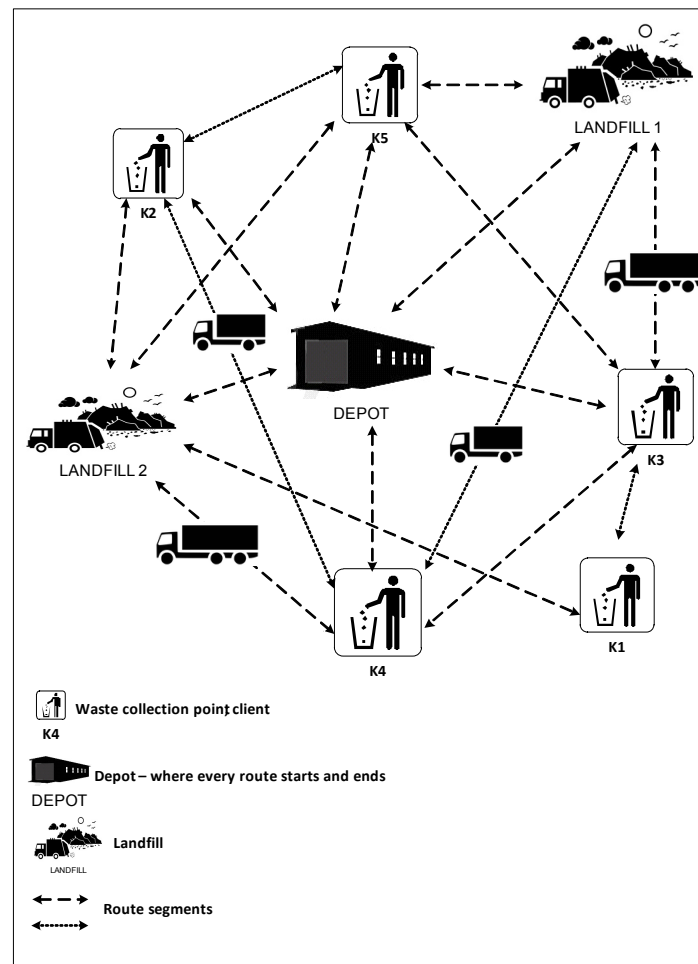 K5
LANDFILL 1
K2
DEPOT
LANDFILL 2
K3
K1
K4
Waste collection point; client
K4
Depot – where every route starts and ends
DEPOT
Landfill
LANDFILL
Route segments